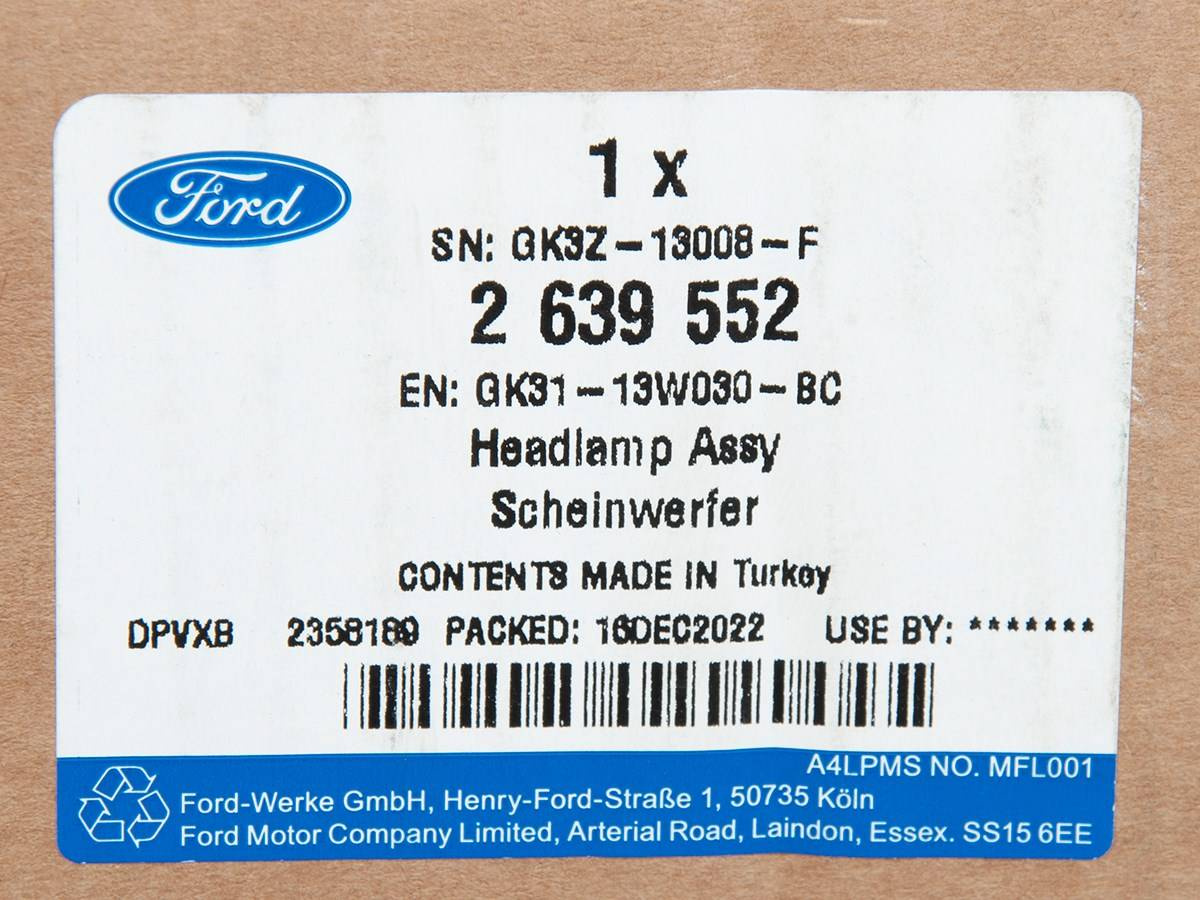 Ford
1 x
SN: GK3Z-13008-F
2 639 552
EN: GK31-13W030-BC
Headlamp Assy
Scheinwerfer
CONTENTS MADE IN Turkey
DPVXB 2358189 PACKED: 16DEC2022 USE BY: *******
A4LPMS NO. MFL001
Ford-Werke GmbH, Henry-Ford-Straße 1, 50735 Köln
Ford Motor Company Limited, Arterial Road, Laindon, Essex. SS15 6EE